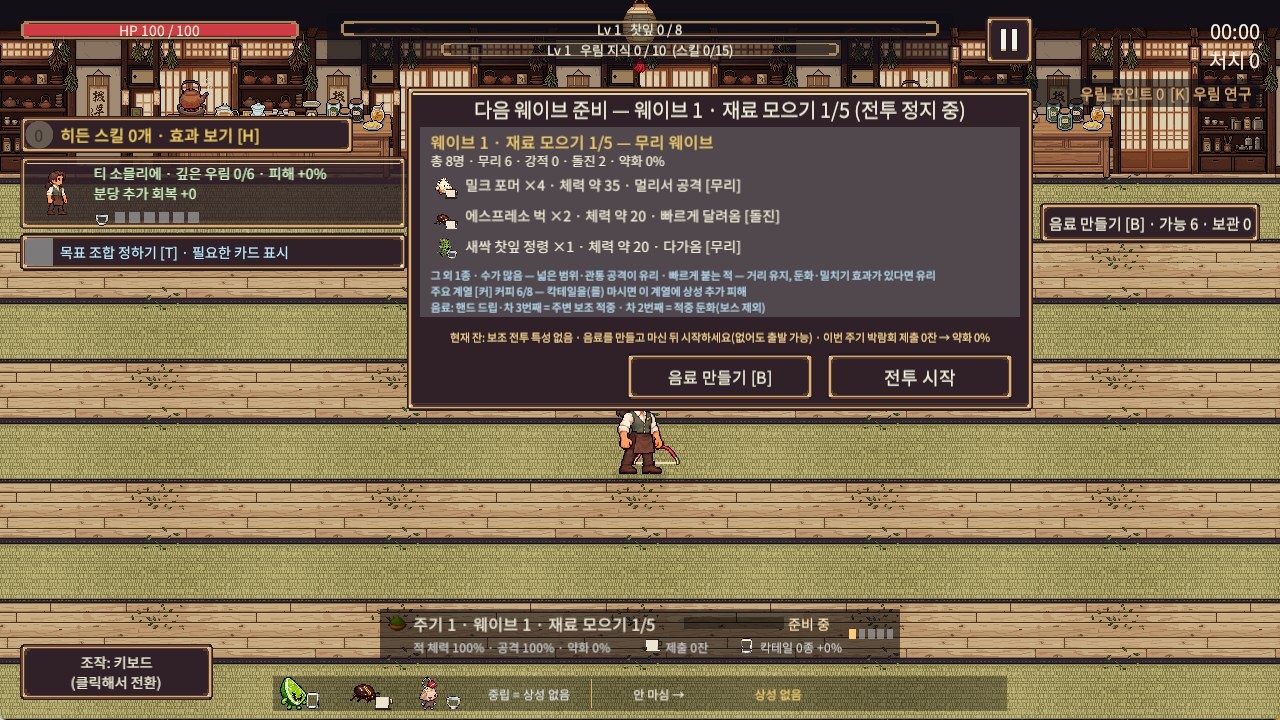 HP 100 / 100
Lv 1 찻잎 0 / 8
Lv 1 우림 지식 0 / 10 (스킬 0/15)
00:00
저지 0
우림 포인트 0 [K] 우림 연구
0 히든 스킬 0개 · 효과 보기 [H]
티 소믈리에 · 깊은 우림 0/6 · 피해 +0%
분당 추가 회복 +0
목표 조합 정하기 [T] · 필요한 카드 표시
다음 웨이브 준비 — 웨이브 1 · 재료 모으기 1/5 (전투 정지 중)
웨이브 1 · 재료 모으기 1/5 — 무리 웨이브
총 8명 · 무리 6 · 강적 0 · 돌진 2 · 약화 0%
밀크 포머 ×4 · 체력 약 35 · 멀리서 공격 [무리]
에스프레소 벅 ×2 · 체력 약 20 · 빠르게 달려옴 [돌진]
새싹 찻잎 정령 ×1 · 체력 약 20 · 다가옴 [무리]
그 외 1종 · 수가 많음 — 넓은 범위·관통 공격이 유리 · 빠르게 붙는 적 — 거리 유지, 둔화·밀치기 효과가 있다면 유리
주요 계열 [커] 커피 6/8 — 칵테일을(를) 마시면 이 계열에 상성 추가 피해
음료: 핸드 드립·차 3번째 = 주변 보조 적중 · 차 2번째 = 적중 둔화(보스 제외)
현재 잔: 보조 전투 특성 없음 · 음료를 만들고 마신 뒤 시작하세요(없어도 출발 가능) · 이번 주기 박람회 제출 0잔 → 약화 0%
음료 만들기 [B]
전투 시작
음료 만들기 [B] · 가능 6 · 보관 0
주기 1 · 웨이브 1 · 재료 모으기 1/5
준비 중
적 체력 100% · 공격 100% · 약화 0%
제출 0잔
칵테일 0종 +0%
조작: 키보드
(클릭해서 전환)
중립 = 상성 없음
안 마심 →
상성 없음